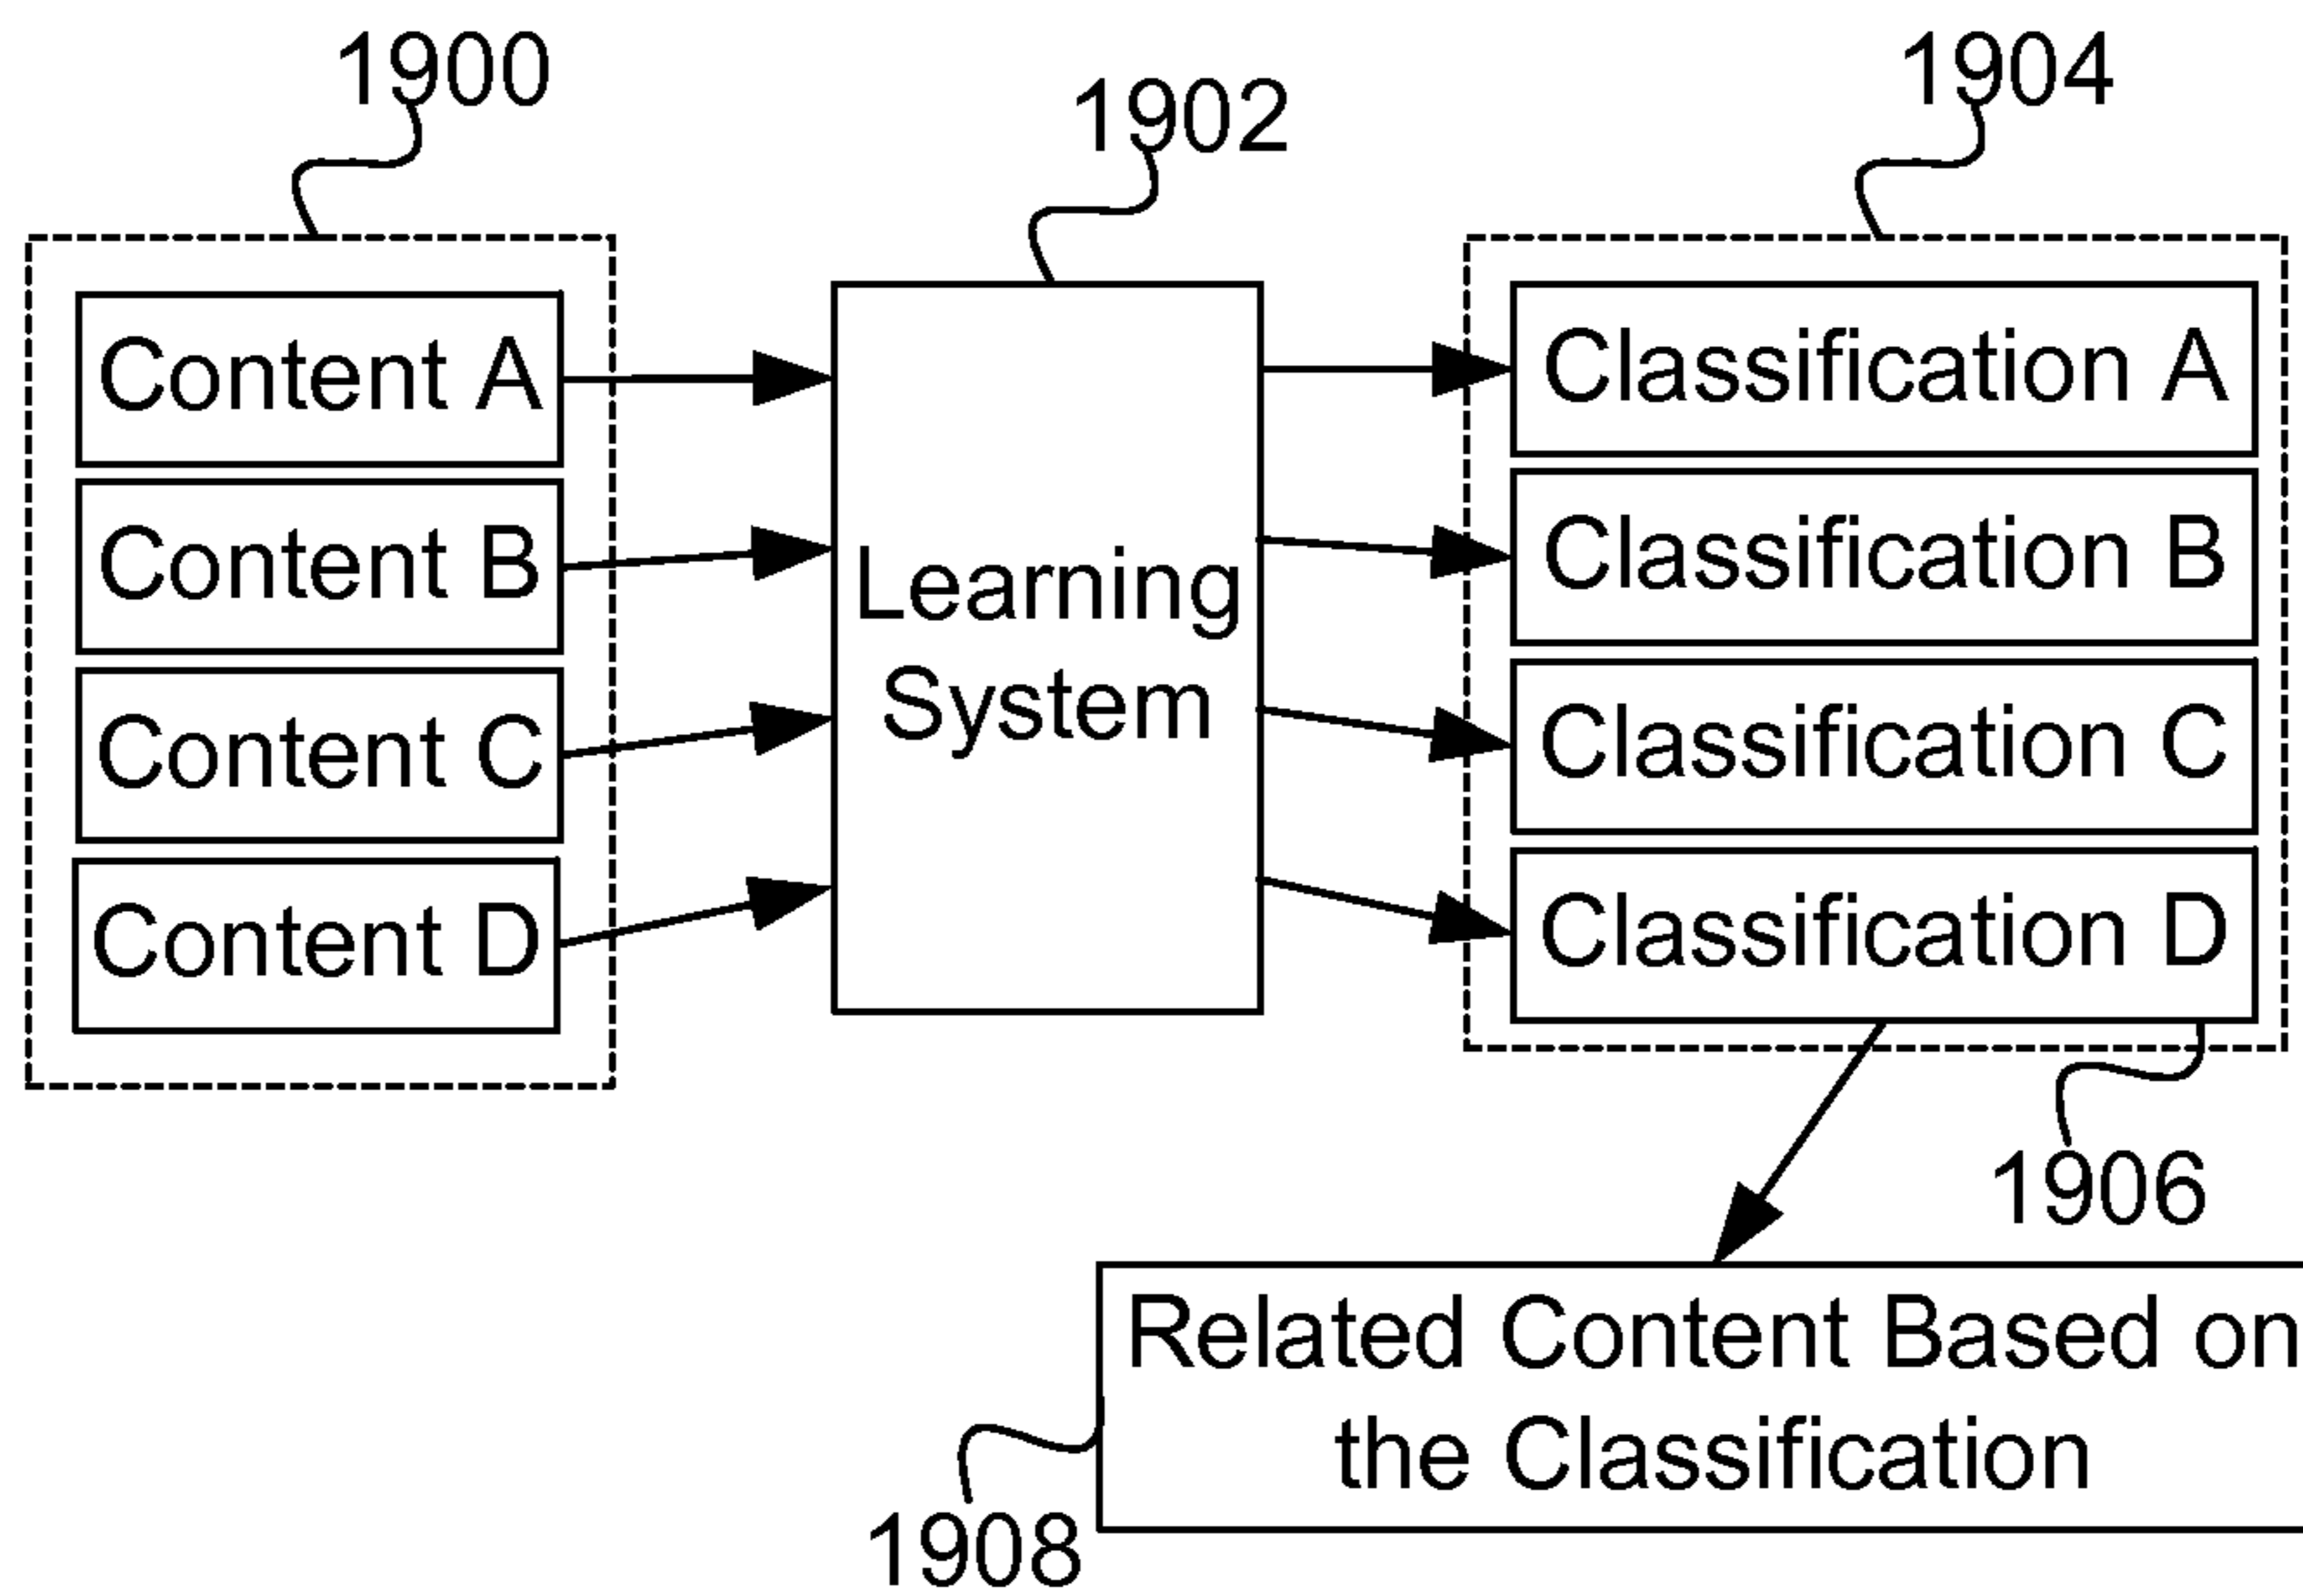 1900
1902
1904
Content A
Content B
Content C
Content D
Learning
System
Classification A
Classification B
Classification C
Classification D
1906
Related Content Based on
the Classification
1908